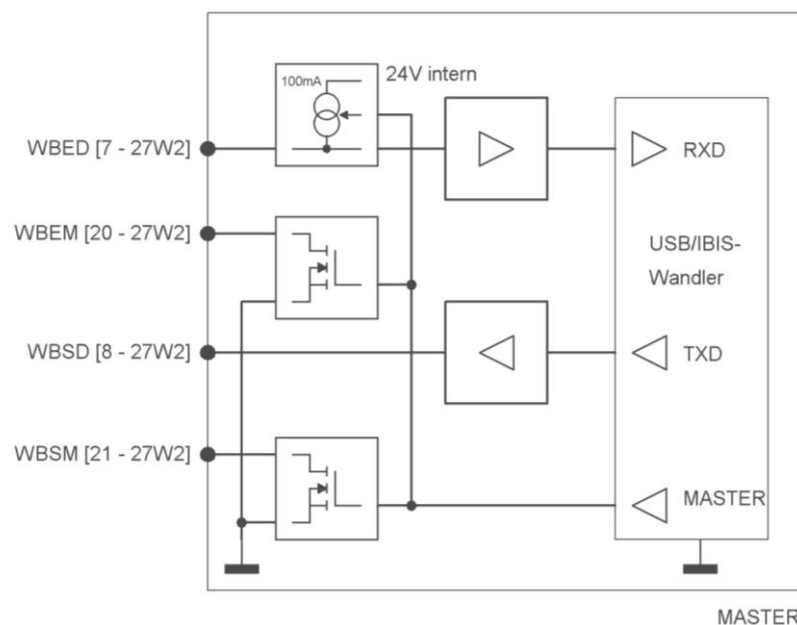 100mA
24V intern
WBED [7 - 27W2]
RXD
WBEM [20 - 27W2]
USB/IBIS-
Wandler
WBSD [8 - 27W2]
TXD
WBSM [21 - 27W2]
MASTER
MASTER